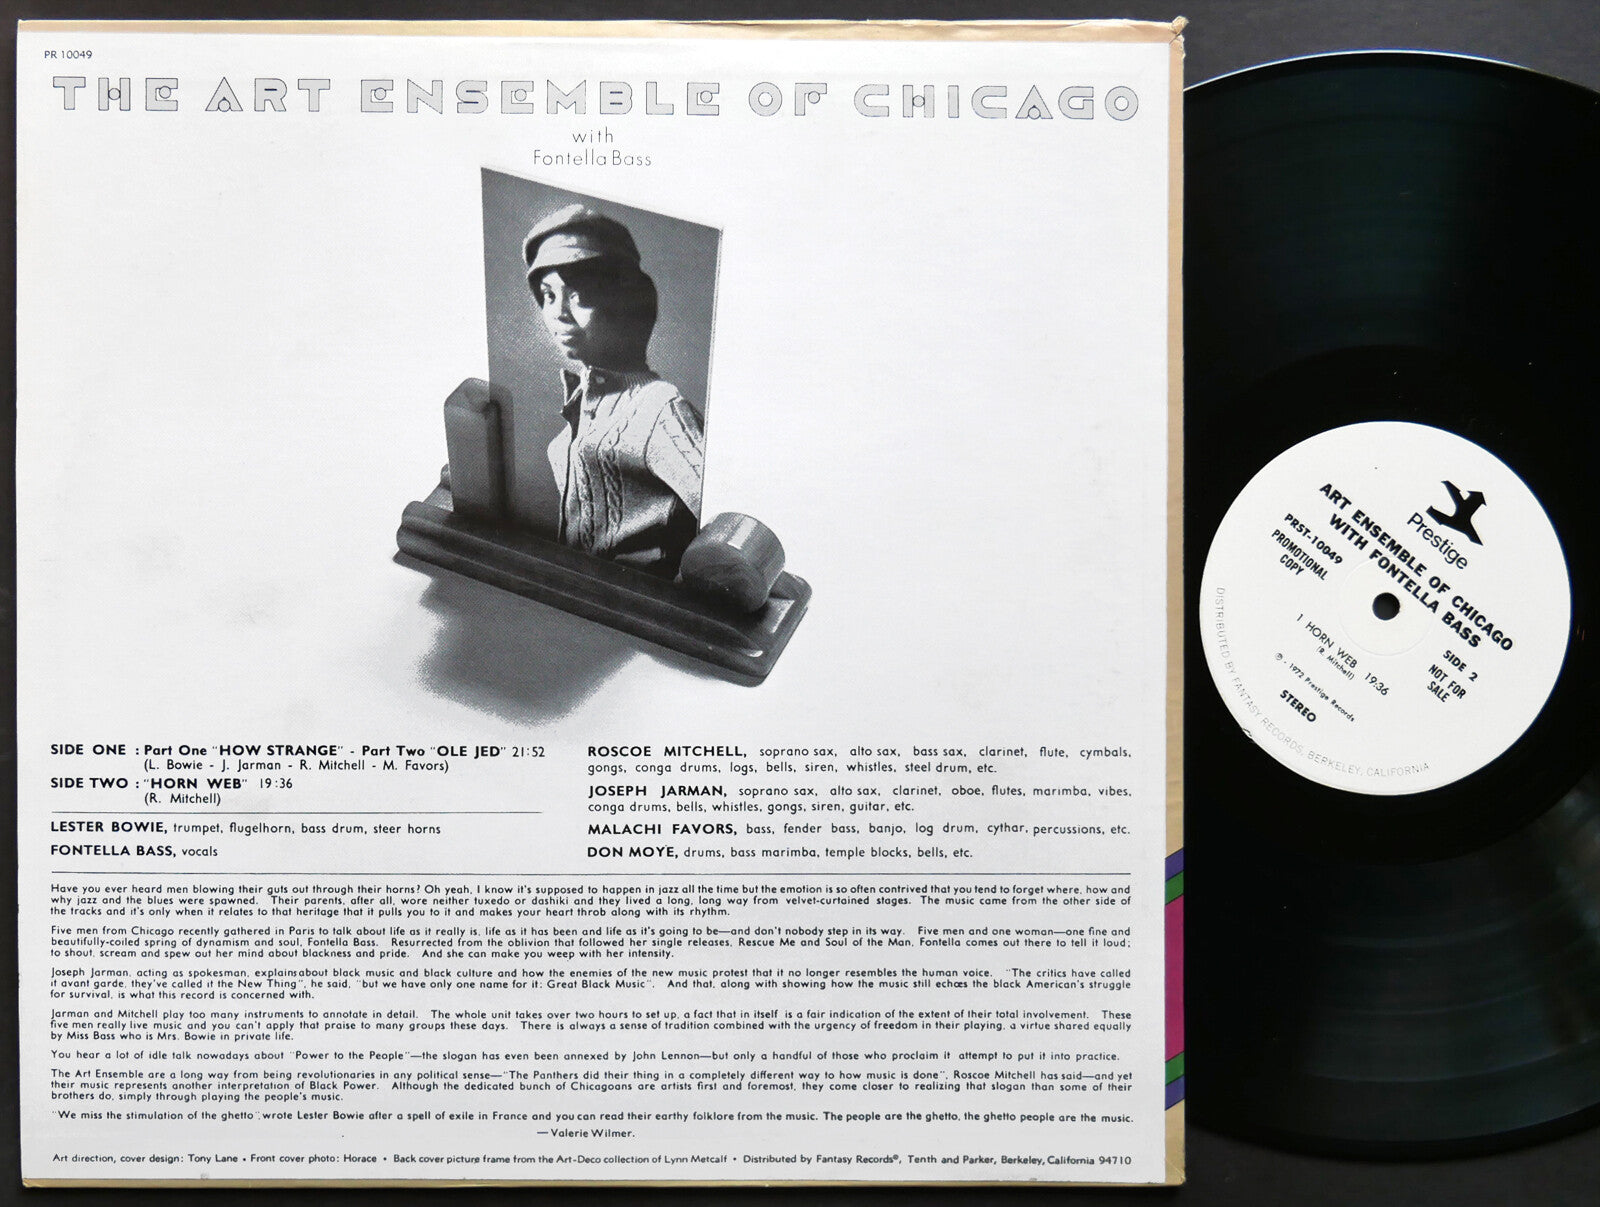 PR 10049
THE ART ENSEMBLE OF CHICAGO
with
Fontella Bass
SIDE ONE : Part One "HOW STRANGE" - Part Two "OLE JED" 21:52
(L. Bowie - J. Jarman - R. Mitchell - M. Favors)
SIDE TWO : "HORN WEB" 19:36
(R. Mitchell)
LESTER BOWIE, trumpet, flugelhorn, bass drum, steer horns
FONTELLA BASS, vocals
ROSCOE MITCHELL, soprano sax, alto sax, bass sax, clarinet, flute, cymbals,
gongs, conga drums, logs, bells, siren, whistles, steel drum, etc.
JOSEPH JARMAN, soprano sax, alto sax, clarinet, oboe, flutes, marimba, vibes,
conga drums, bells, whistles, gongs, siren, guitar, etc.
MALACHI FAVORS, bass, fender bass, banjo, log drum, cythar, percussions, etc.
DON MOYE, drums, bass marimba, temple blocks, bells, etc.
Have you ever heard men blowing their guts out through their horns? Oh yeah, I know it's supposed to happen in jazz all the time but the emotion is so often contrived that you tend to forget where, how and
why jazz and the blues were spawned. Their parents, after all, wore neither tuxedo or dashiki and they lived a long, long way from velvet-curtained stages. The music came from the other side of
the tracks and it's only when it relates to that heritage that it pulls you to it and makes your heart throb along with its rhythm.
Five men from Chicago recently gathered in Paris to talk about life as it really is, life as it has been and life as it's going to be—and don't nobody step in its way. Five men and one woman—one fine and
beautifully-coiled spring of dynamism and soul, Fontella Bass. Resurrected from the oblivion that followed her single releases, Rescue Me and Soul of the Man, Fontella comes out there to tell it loud;
to shout, scream and spew out her mind about blackness and pride. And she can make you weep with her intensity.
Joseph Jarman, acting as spokesman, explains about black music and black culture and how the enemies of the new music protest that it no longer resembles the human voice. "The critics have called
it avant garde, they've called it the New Thing", he said, "but we have only one name for it: Great Black Music". And that, along with showing how the music still echoes the black American's struggle
for survival, is what this record is concerned with.
Jarman and Mitchell play too many instruments to annotate in detail. The whole unit takes over two hours to set up, a fact that in itself is a fair indication of the extent of their total involvement. These
five men really live music and you can't apply that praise to many groups these days. There is always a sense of tradition combined with the urgency of freedom in their playing, a virtue shared equally
by Miss Bass who is Mrs. Bowie in private life.
You hear a lot of idle talk nowadays about "Power to the People"—the slogan has even been annexed by John Lennon—but only a handful of those who proclaim it attempt to put it into practice.
The Art Ensemble are a long way from being revolutionaries in any political sense—"The Panthers did their thing in a completely different way to how music is done", Roscoe Mitchell has said—and yet
their music represents another interpretation of Black Power. Although the dedicated bunch of Chicagoans are artists first and foremost, they come closer to realizing that slogan than some of their
brothers do, simply through playing the people's music.
"We miss the stimulation of the ghetto", wrote Lester Bowie after a spell of exile in France and you can read their earthy folklore from the music. The people are the ghetto, the ghetto people are the music.
—Valerie Wilmer.
Art direction, cover design: Tony Lane • Front cover photo: Horace • Back cover picture frame from the Art-Deco collection of Lynn Metcalf • Distributed by Fantasy Records®, Tenth and Parker, Berkeley, California 94710
Prestige
ART ENSEMBLE OF CHICAGO
WITH FONTELLA BASS
PRST-10049
PROMOTIONAL
COPY
SIDE 2
NOT FOR
SALE
1 HORN WEB 19:36
(R. Mitchell)
℗ - 1972 Prestige Records
STEREO
DISTRIBUTED BY FANTASY RECORDS, BERKELEY, CALIFORNIA